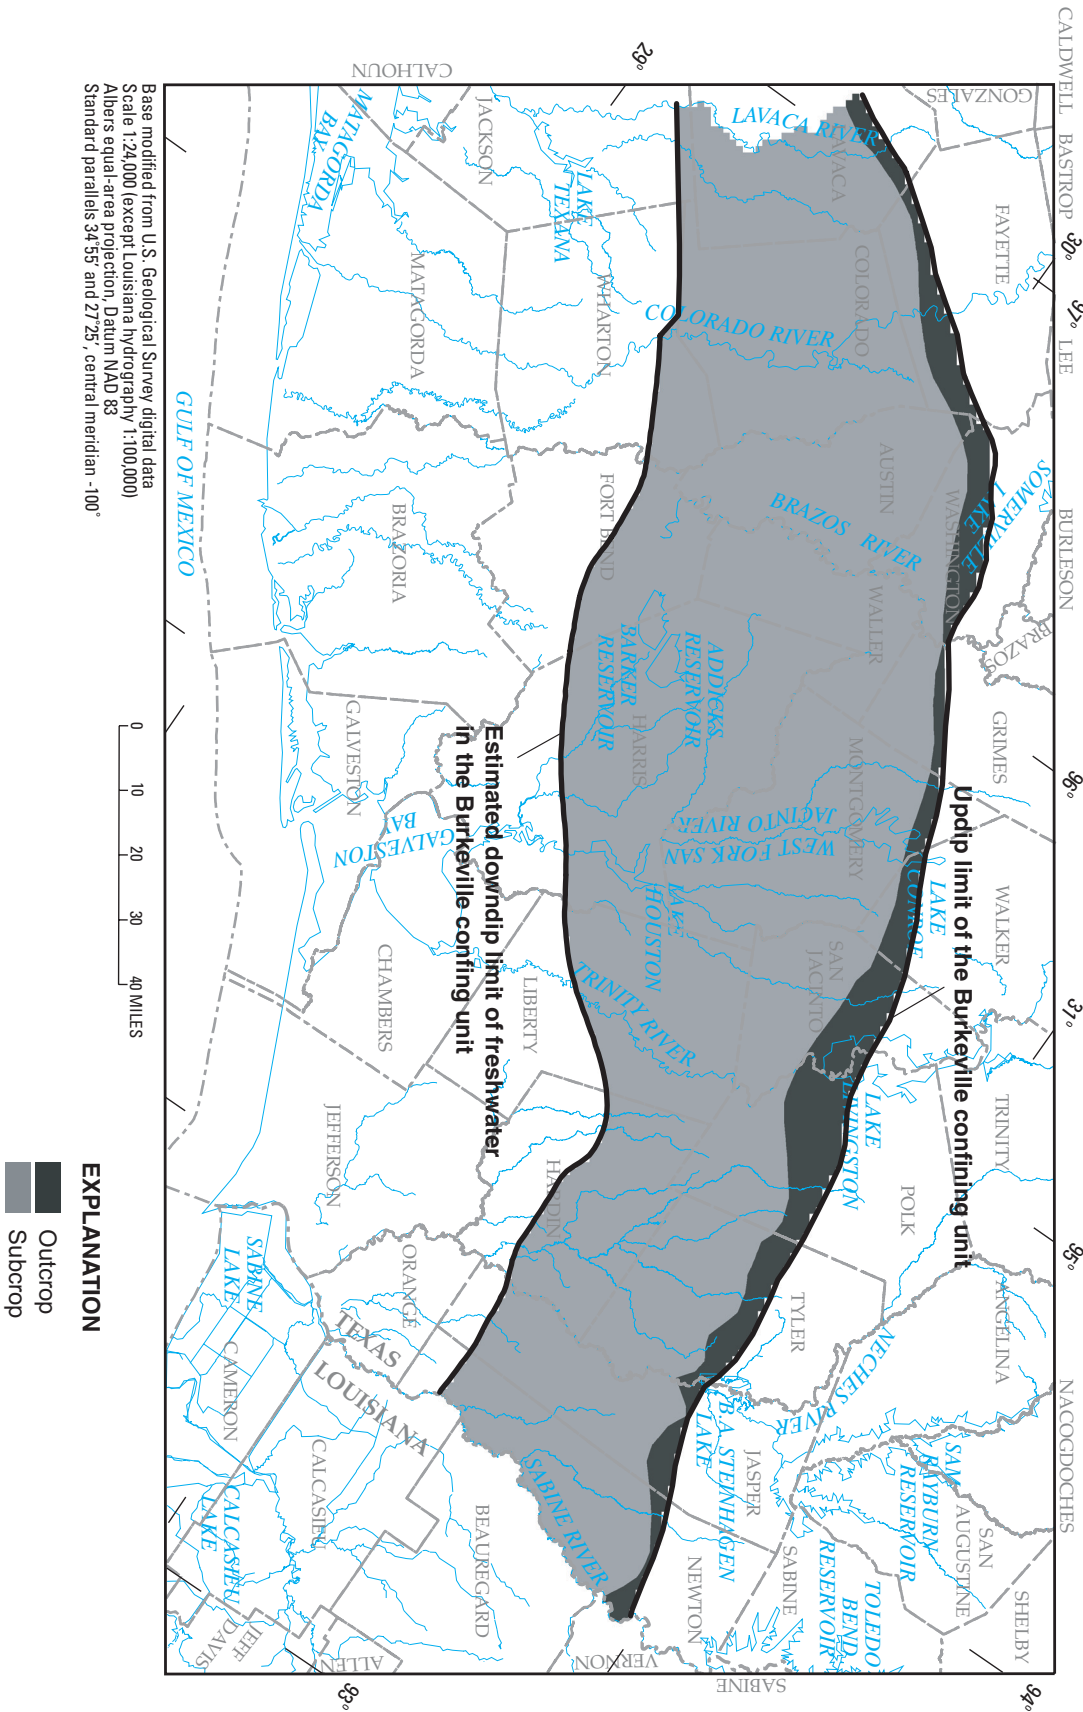 CALDWELL
BASTROP
30°
97°
LEE
BURLESON
96°
31°
95°
NACOGDOCHES
94°
29°
93°
GONZALES
FAYETTE
LAVACA RIVER
LAVACA
CALHOUN
JACKSON
LAKE
TEXANA
MATAGORDA
BAY
COLORADO
COLORADO RIVER
WHARTON
MATAGORDA
SOMERVILLE
LAKE
WASHINGTON
AUSTIN
BRAZOS RIVER
FORT BEND
BRAZORIA
GULF OF MEXICO
BRAZOS
WALLER
ADDICKS
RESERVOIR
BARKER
RESERVOIR
HARRIS
GALVESTON
GRIMES
MONTGOMERY
WEST FORK SAN
JACINTO RIVER
GALVESTON
BAY
Updip limit of the Burkeville confining unit
Estimated downdip limit of freshwater
in the Burkeville confing unit
WALKER
LAKE
CONROE
LAKE
HOUSTON
SAN
JACINTO
TRINITY RIVER
LIBERTY
CHAMBERS
TRINITY
LAKE
LIVINGSTON
POLK
HARDIN
JEFFERSON
ANGELINA
TYLER
NECHES RIVER
ORANGE
SABINE
LAKE
TEXAS
LOUISIANA
CAMERON
B.A. STEINHAGEN
LAKE
JASPER
SAM
RAYBURN
RESERVOIR
SAN
AUGUSTINE
SHELBY
SABINE
TOLEDO
BEND
RESERVOIR
NEWTON
SABINE RIVER
BEAUREGARD
CALCASIEU
CALCASIEU
LAKE
JEFF
DAVIS
ALLEN
VERNON
SABINE
Base modified from U.S. Geological Survey digital data
Scale 1:24,000 (except Louisiana hydrography 1:100,000)
Albers equal-area projection, Datum NAD 83
Standard parallels 34°55' and 27°25', central meridian -100°
0 10 20 30 40 MILES
EXPLANATION
Outcrop
Subcrop